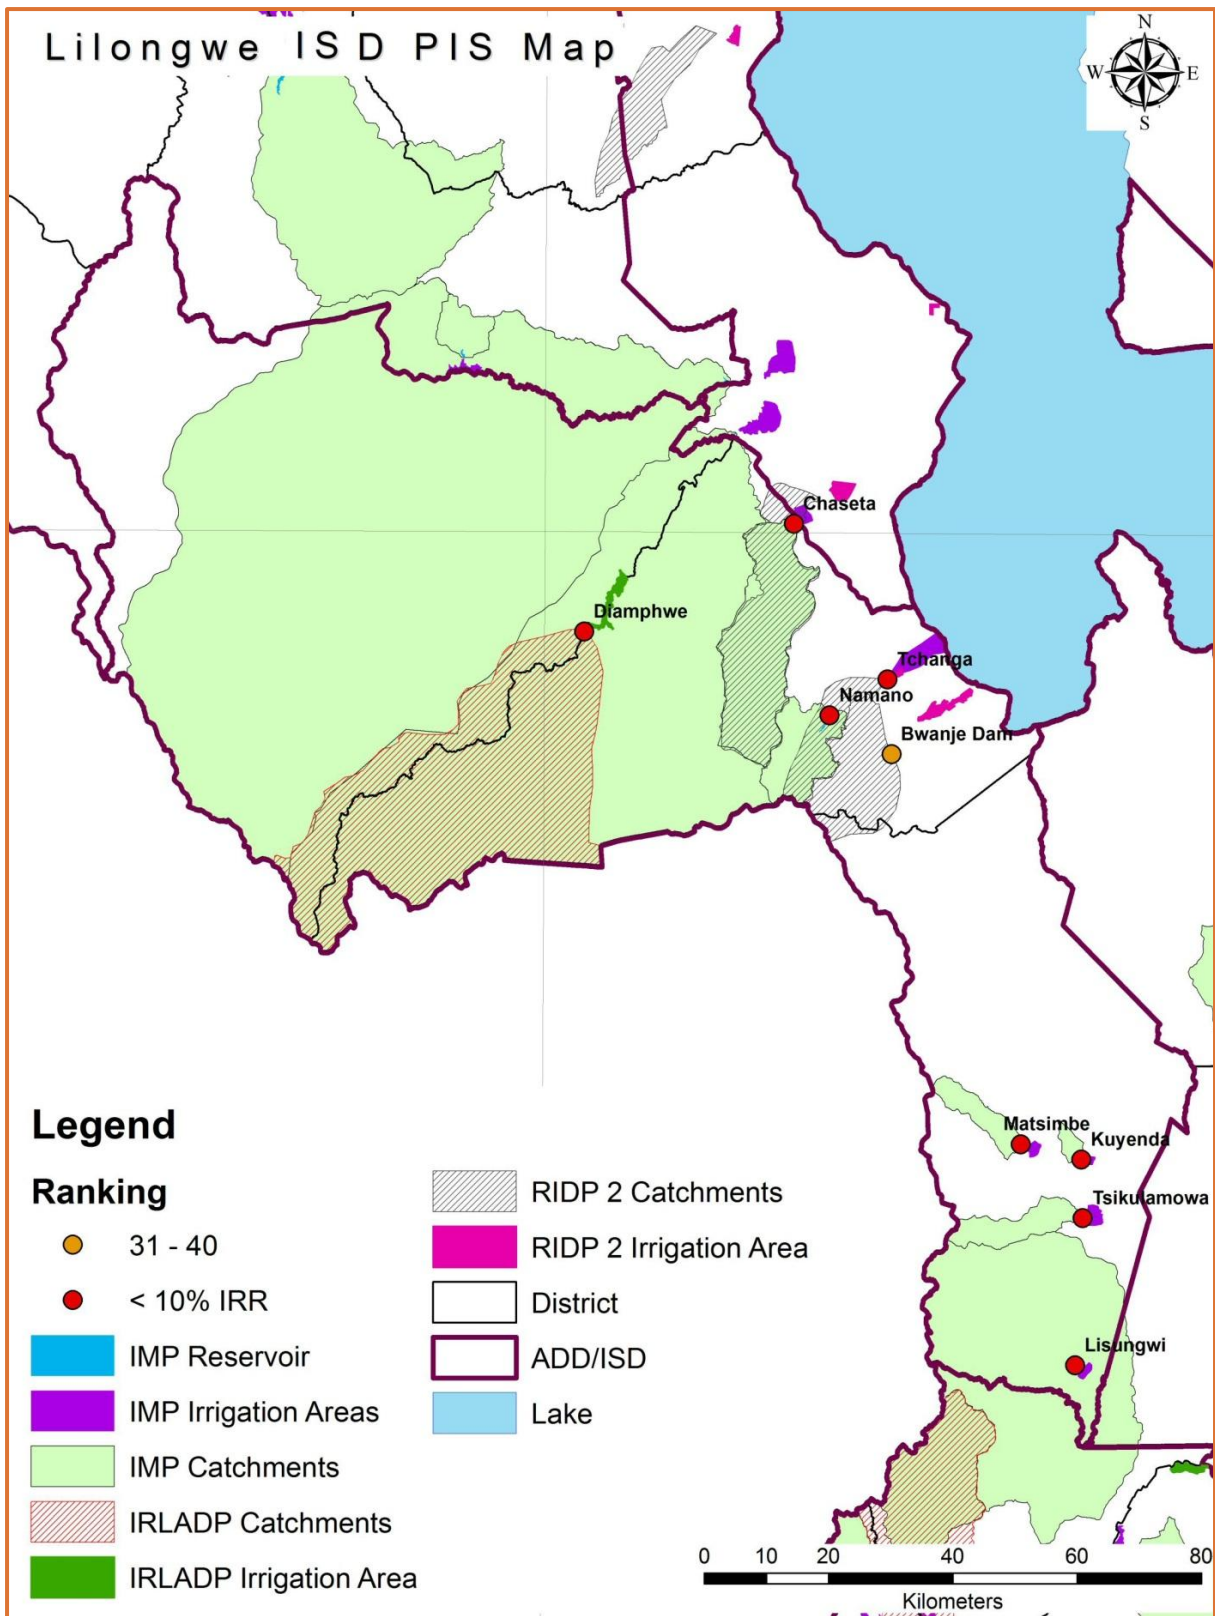 Lilongwe ISD PIS Map
N
W E
S
Chaseta
Diamphwe
Tchanga
Namano
Bwanje Dam
Matsimbe
Kuyenda
Tsikulamowa
Lisungwi
Legend
Ranking
31 - 40
< 10% IRR
IMP Reservoir
IMP Irrigation Areas
IMP Catchments
IRLADP Catchments
IRLADP Irrigation Area
RIDP 2 Catchments
RIDP 2 Irrigation Area
District
ADD/ISD
Lake
0 10 20 40 60 80
Kilometers